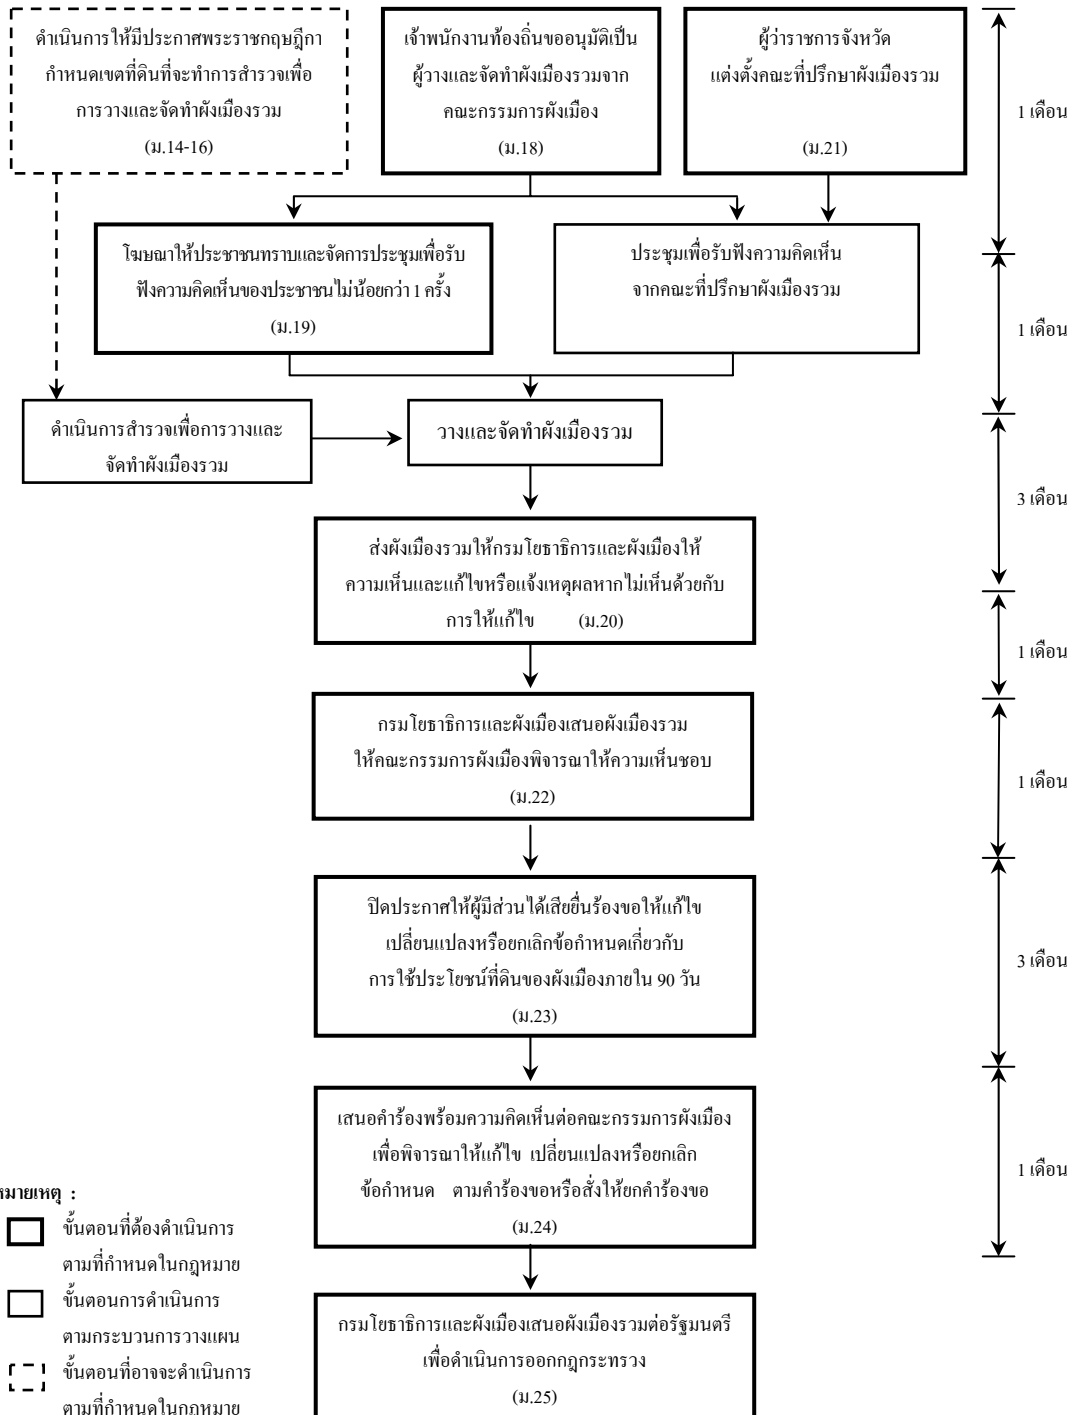 ดำเนินการให้มีประกาศพระราชกฤษฎีกา
กำหนดเขตที่ดินที่จะทำการสำรวจเพื่อ
การวางและจัดทำผังเมืองรวม
(ม.14-16)
เจ้าพนักงานท้องถิ่นขออนุมัติเป็น
ผู้วางและจัดทำผังเมืองรวมจาก
คณะกรรมการผังเมือง
(ม.18)
ผู้ว่าราชการจังหวัด
แต่งตั้งคณะที่ปรึกษาผังเมืองรวม
(ม.21)
1 เดือน
โฆษณาให้ประชาชนทราบและจัดการประชุมเพื่อรับ
ฟังความคิดเห็นของประชาชนไม่น้อยกว่า 1 ครั้ง
(ม.19)
ประชุมเพื่อรับฟังความคิดเห็น
จากคณะที่ปรึกษาผังเมืองรวม
1 เดือน
ดำเนินการสำรวจเพื่อการวางและ
จัดทำผังเมืองรวม
วางและจัดทำผังเมืองรวม
3 เดือน
ส่งผังเมืองรวมให้กรมโยธาธิการและผังเมืองให้
ความเห็นและแก้ไขหรือแจ้งเหตุผลหากไม่เห็นด้วยกับ
การให้แก้ไข (ม.20)
1 เดือน
กรมโยธาธิการและผังเมืองเสนอผังเมืองรวม
ให้คณะกรรมการผังเมืองพิจารณาให้ความเห็นชอบ
(ม.22)
1 เดือน
ปิดประกาศให้ผู้มีส่วนได้เสียยื่นร้องขอให้แก้ไข
เปลี่ยนแปลงหรือยกเลิกข้อกำหนดเกี่ยวกับ
การใช้ประโยชน์ที่ดินของผังเมืองภายใน 90 วัน
(ม.23)
3 เดือน
เสนอคำร้องพร้อมความคิดเห็นต่อคณะกรรมการผังเมือง
เพื่อพิจารณาให้แก้ไข เปลี่ยนแปลงหรือยกเลิก
ข้อกำหนด ตามคำร้องขอหรือสั่งให้ยกคำร้องขอ
(ม.24)
1 เดือน
กรมโยธาธิการและผังเมืองเสนอผังเมืองรวมต่อรัฐมนตรี
เพื่อดำเนินการออกกฎกระทรวง
(ม.25)
หมายเหตุ :
ขั้นตอนที่ต้องดำเนินการ
ตามที่กำหนดในกฎหมาย
ขั้นตอนการดำเนินการ
ตามกระบวนการวางแผน
ขั้นตอนที่อาจจะดำเนินการ
ตามที่กำหนดในกฎหมาย